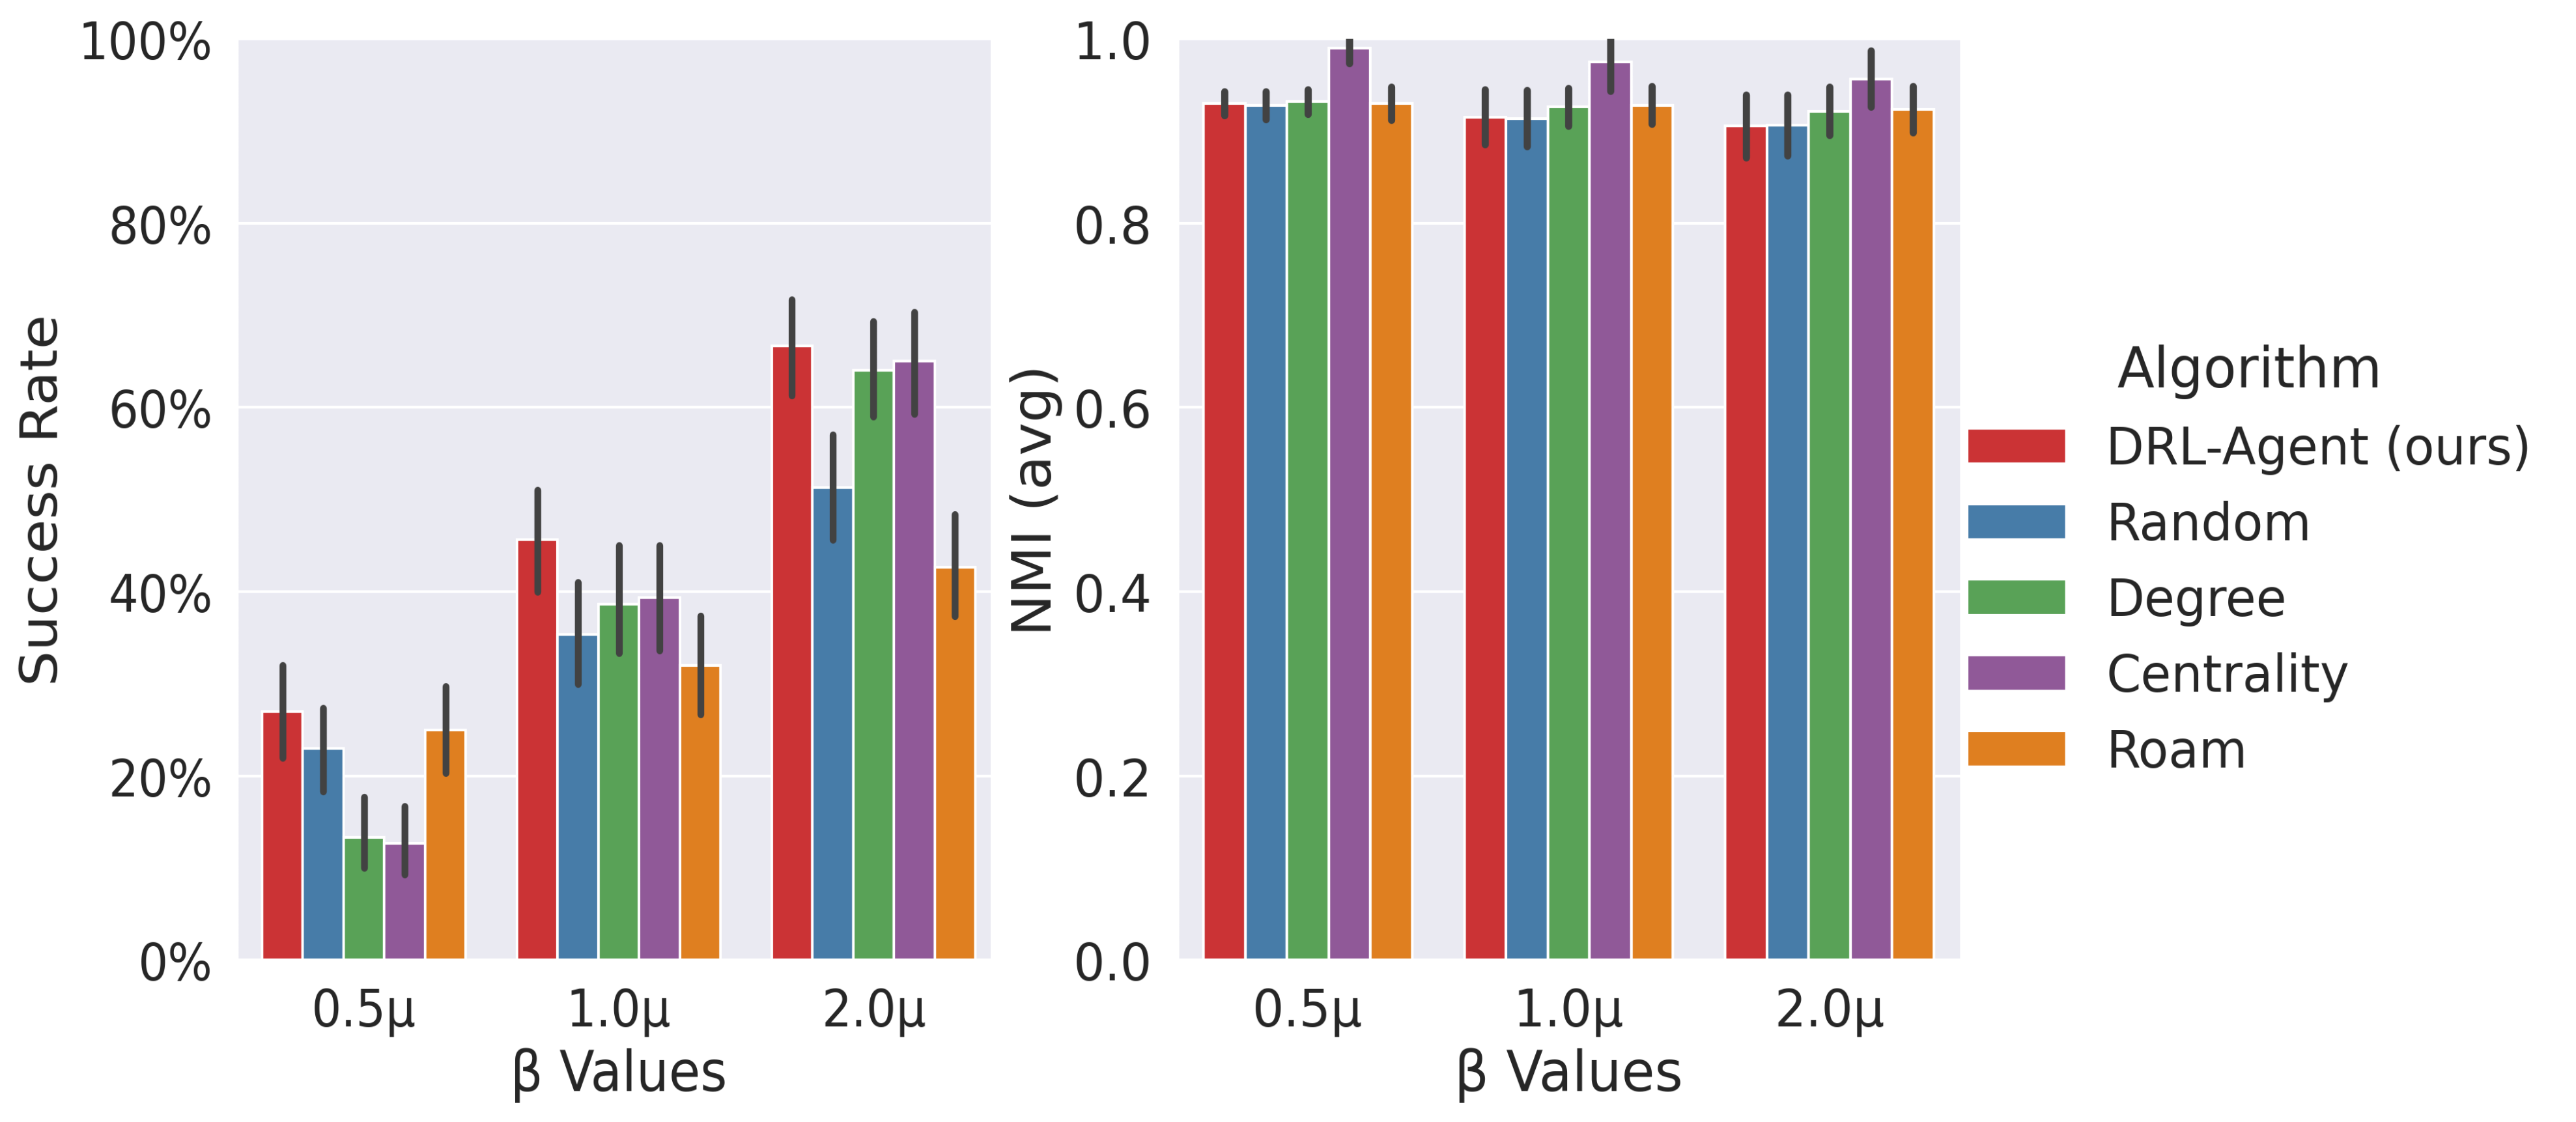 100%
80%
60%
40%
20%
0%
Success Rate
0.5μ 1.0μ 2.0μ
β Values
1.0
0.8
0.6
0.4
0.2
0.0
NMI (avg)
0.5μ 1.0μ 2.0μ
β Values
Algorithm
DRL-Agent (ours)
Random
Degree
Centrality
Roam